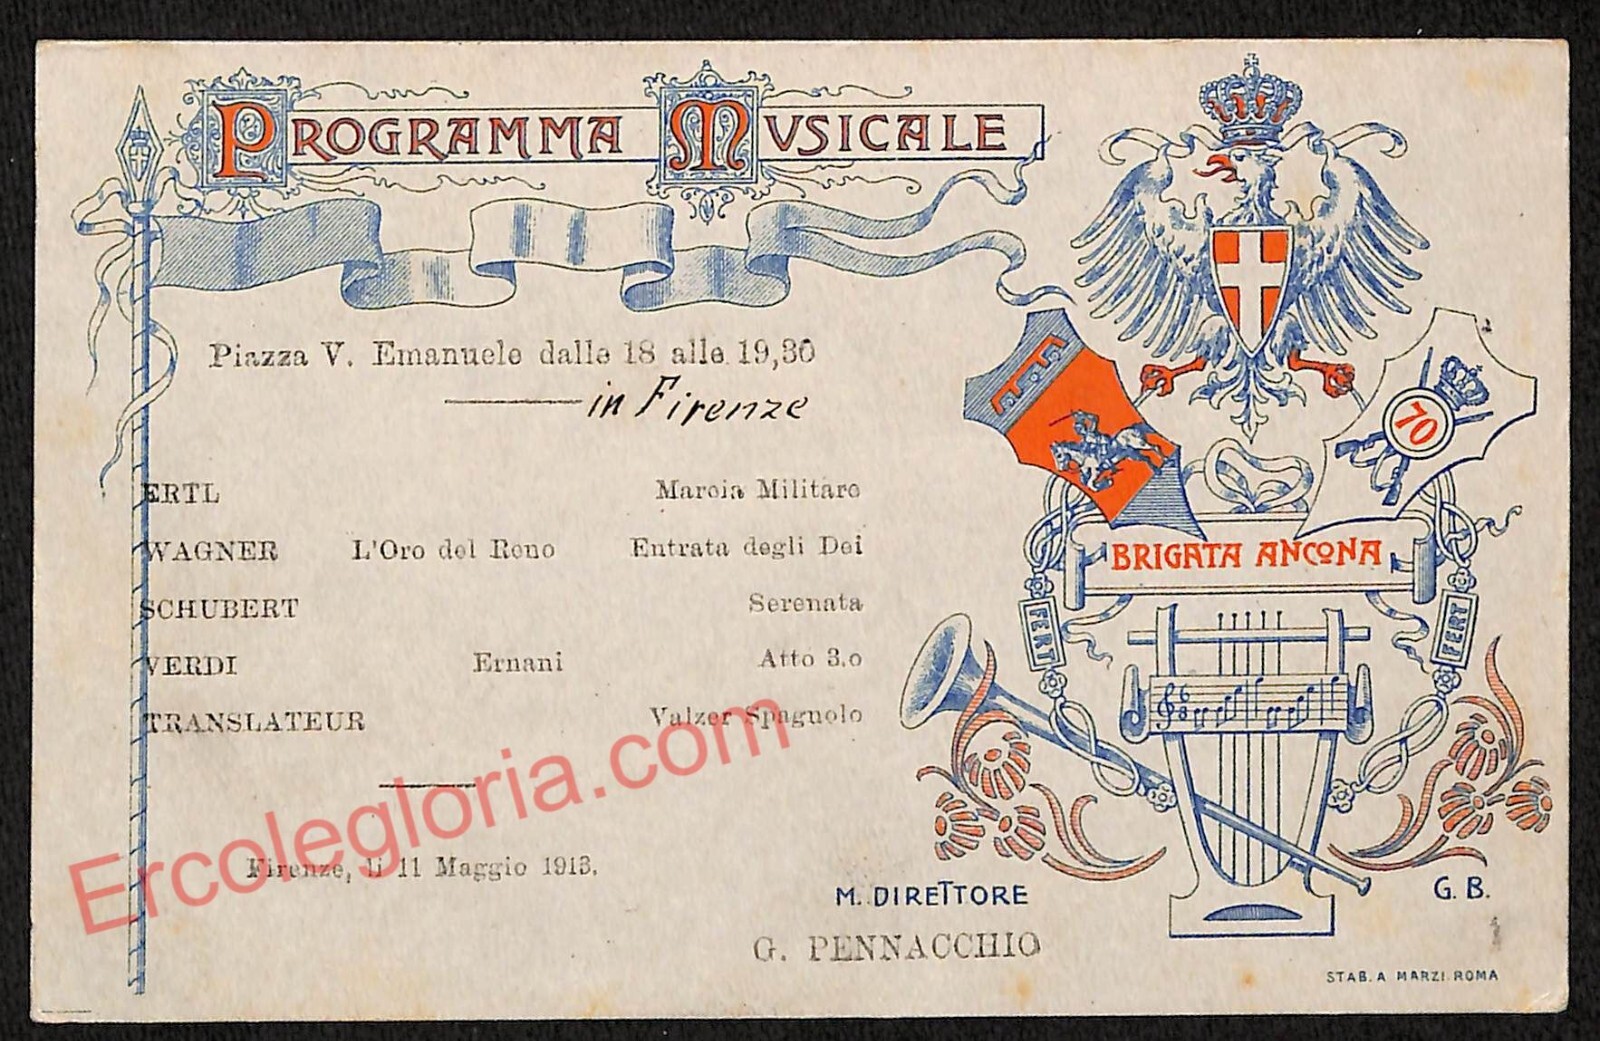 PROGRAMMA MVSICALE
Piazza V. Emanuele dalle 18 alle 19,30
in Firenze
ERTL Marcia Militare
WAGNER L'Oro del Reno Entrata degli Dei
SCHUBERT Serenata
VERDI Ernani Atto 3.o
TRANSLATEUR Valzer Spagnolo
Firenze, li 11 Maggio 1913.
M. DIRETTORE
G. PENNACCHIO
70
BRIGATA ANCONA
FERT
FERT
G. B.
STAB. A MARZI. ROMA
Ercolegloria.com